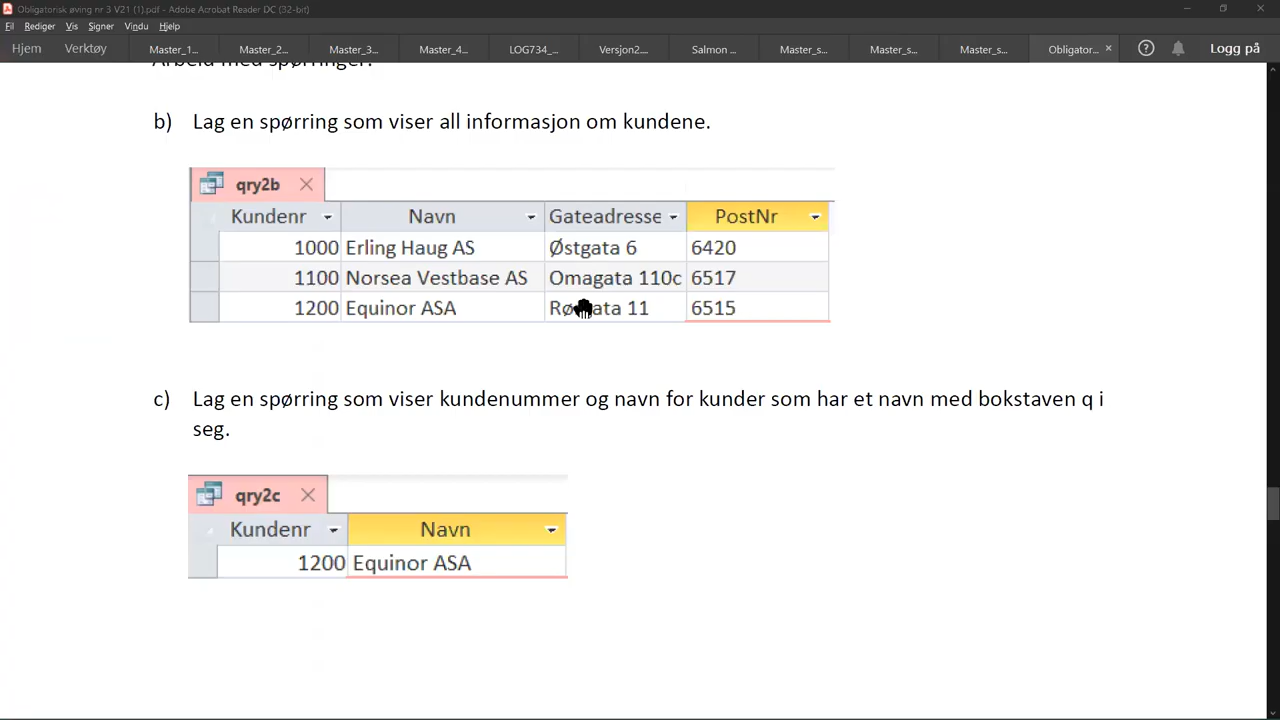 Obligatorisk øving nr 3 V21 (1).pdf - Adobe Acrobat Reader DC (32-bit)
Fil Rediger Vis Signer Vindu Hjelp
Hjem Verktøy Master_1... Master_2... Master_3... Master_4... LOG734_... Versjon2.... Salmon ... Master_s... Master_s... Master_s... Obligator... × ? Logg på
Arbeid med spørringer:
b) Lag en spørring som viser all informasjon om kundene.
qry2b
Kundenr Navn Gateadresse PostNr
1000 Erling Haug AS Østgata 6 6420
1100 Norsea Vestbase AS Omagata 110c 6517
1200 Equinor ASA 11 6515
c) Lag en spørring som viser kundenummer og navn for kunder som har et navn med bokstaven q i
seg.
qry2c
Kundenr Navn
1200 Equinor ASA